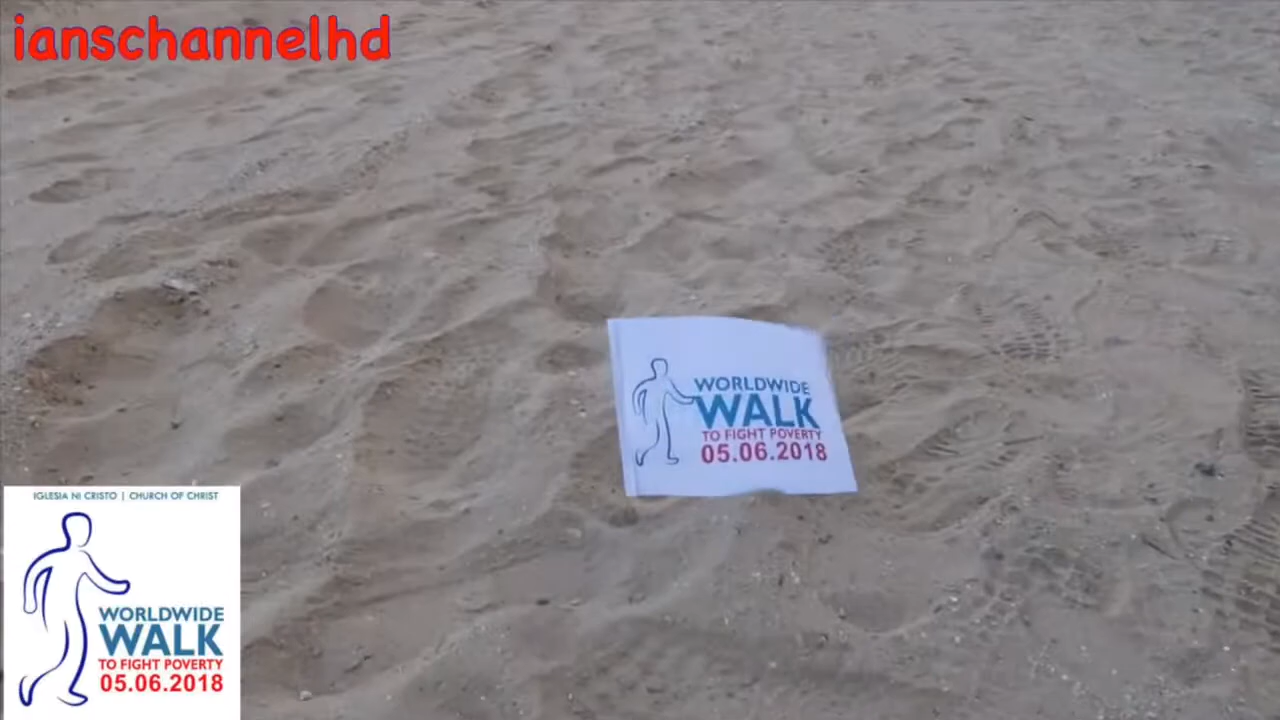 ianschannelhd
WORLDWIDE
WALK
TO FIGHT POVERTY
05.06.2018
IGLESIA NI CRISTO | CHURCH OF CHRIST
WORLDWIDE
WALK
TO FIGHT POVERTY
05.06.2018